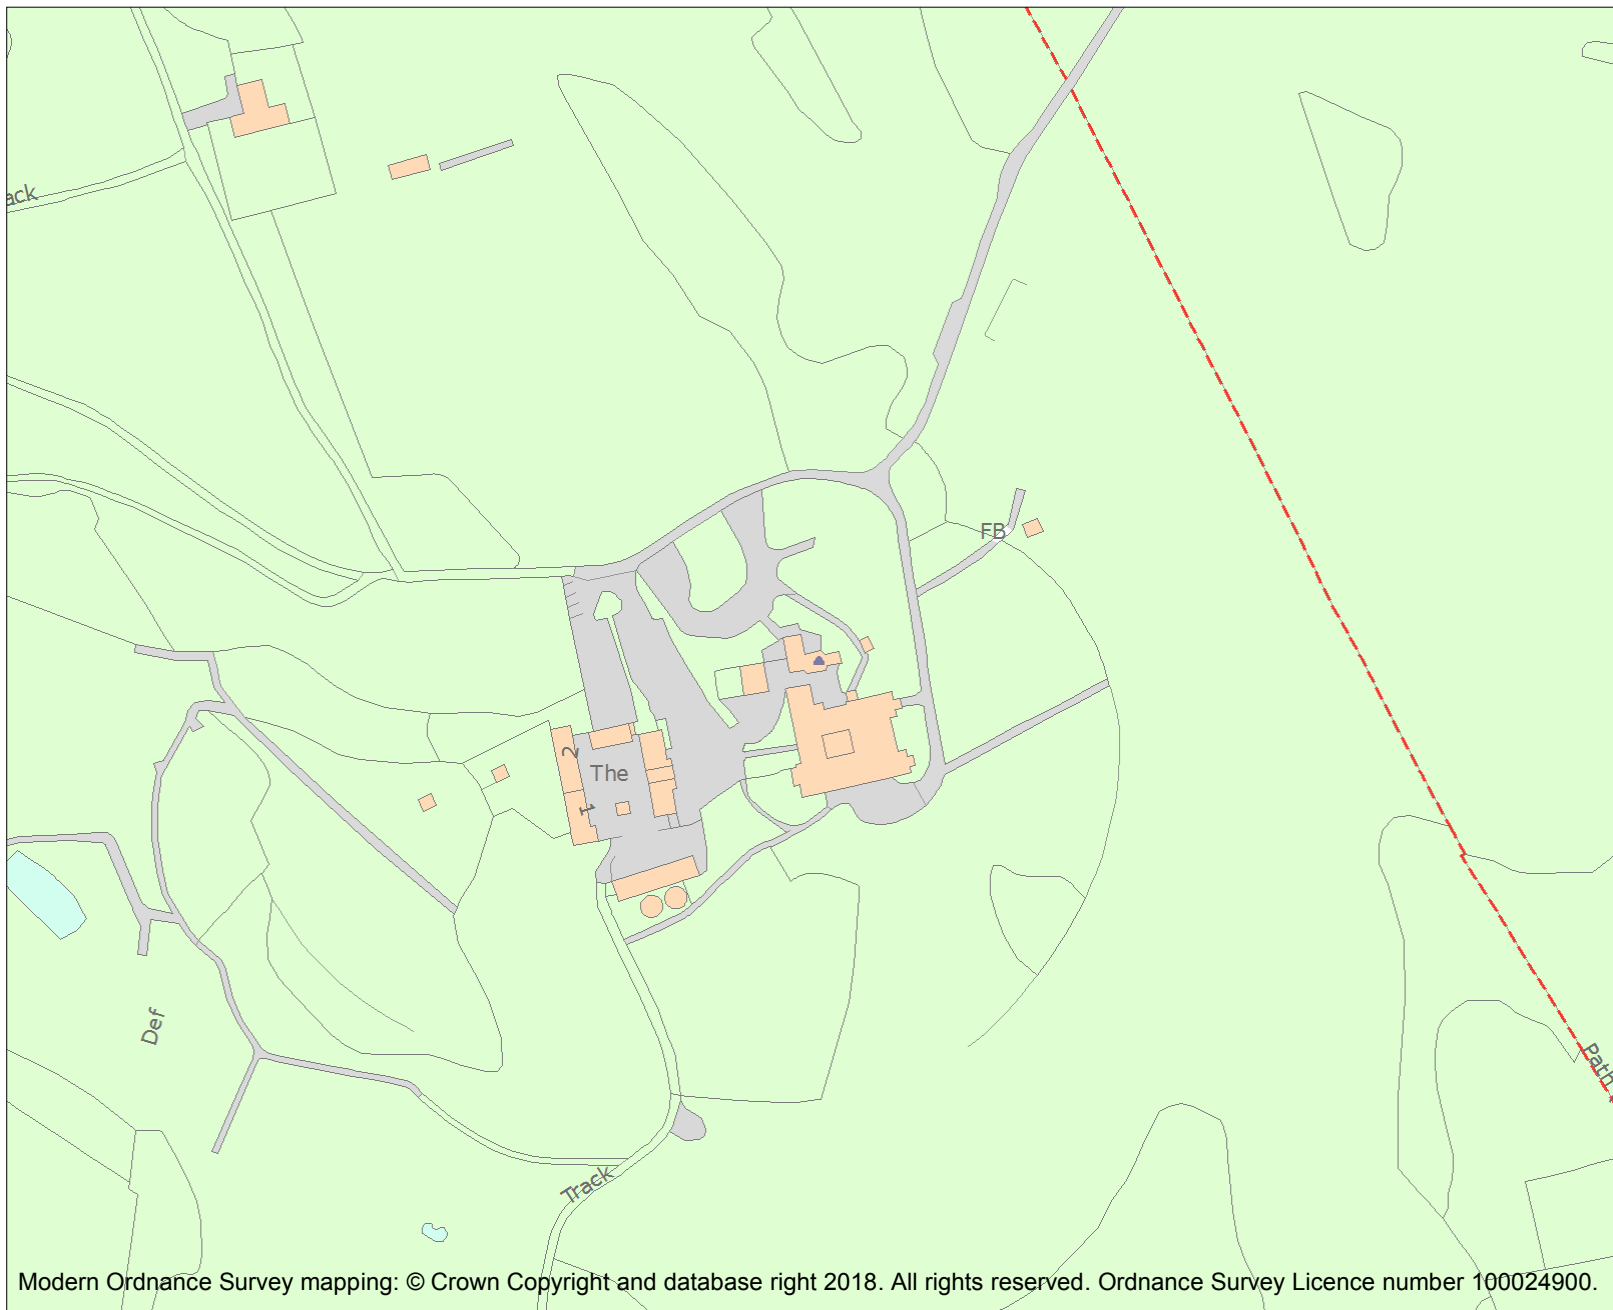 ack
FB
2
The
1
Def
Path
Track
Modern Ordnance Survey mapping: © Crown Copyright and database right 2018. All rights reserved. Ordnance Survey Licence number 100024900.